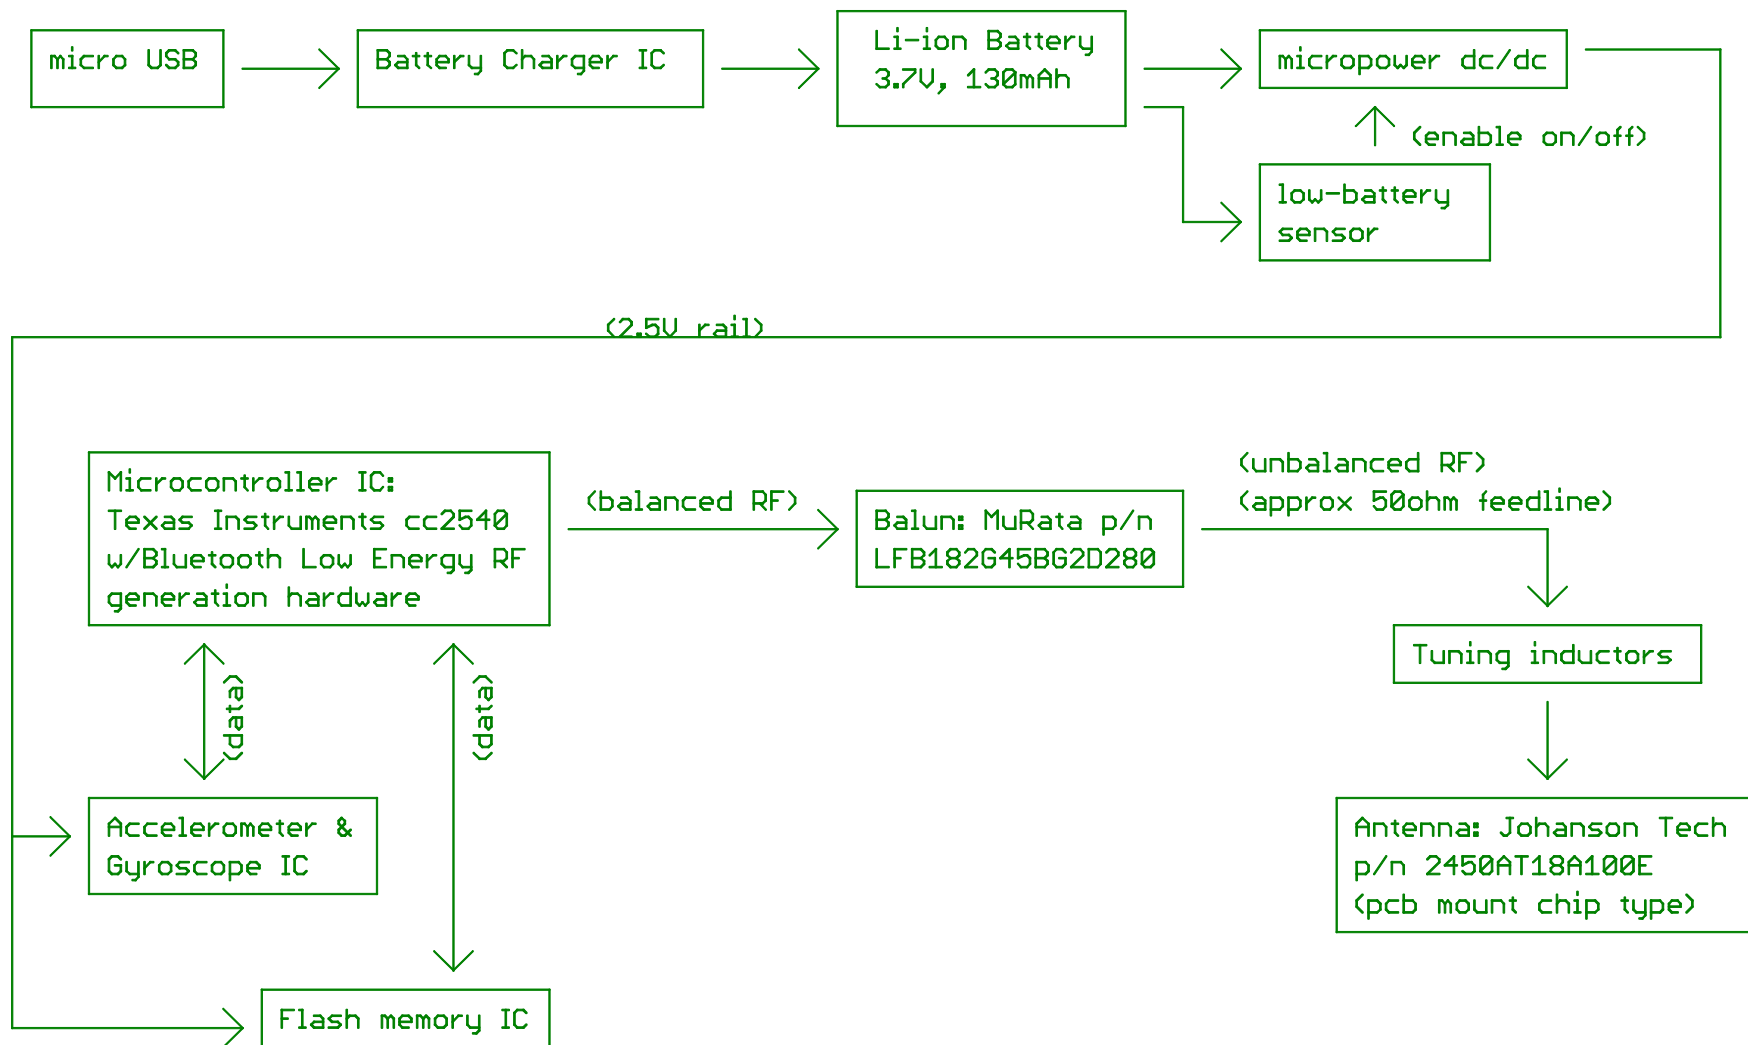 micro USB
Battery Charger IC
Li-ion Battery
3.7V, 130mAh
micropower dc/dc
(enable on/off)
low-battery
sensor
(2.5V rail)
Microcontroller IC:
Texas Instruments cc2540
w/Bluetooth Low Energy RF
generation hardware
(balanced RF)
Balun: MuRata p/n
LFB182G45BG2D280
(unbalanced RF)
(approx 50ohm feedline)
Tuning inductors
(data)
(data)
Accelerometer &
Gyroscope IC
Antenna: Johanson Tech
p/n 2450AT18A100E
(pcb mount chip type)
Flash memory IC